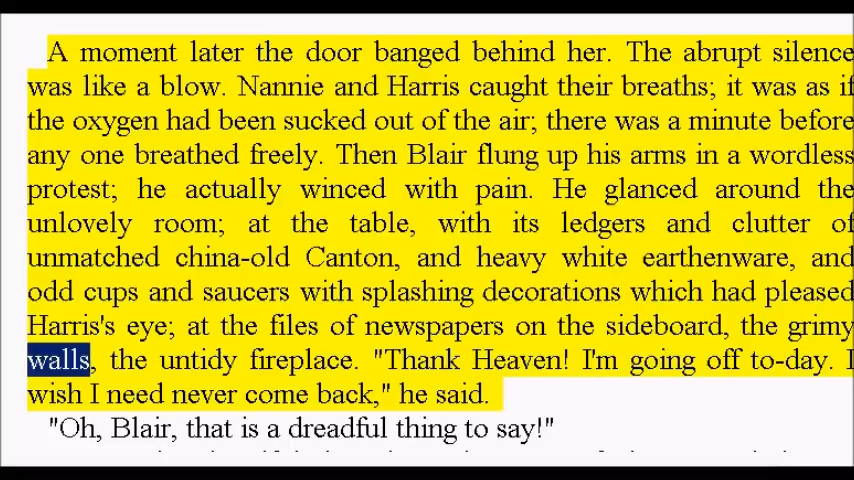 A moment later the door banged behind her. The abrupt silence
was like a blow. Nannie and Harris caught their breaths; it was as if
the oxygen had been sucked out of the air; there was a minute before
any one breathed freely. Then Blair flung up his arms in a wordless
protest; he actually winced with pain. He glanced around the
unlovely room; at the table, with its ledgers and clutter of
unmatched china-old Canton, and heavy white earthenware, and
odd cups and saucers with splashing decorations which had pleased
Harris's eye; at the files of newspapers on the sideboard, the grimy
walls, the untidy fireplace. "Thank Heaven! I'm going off to-day. I
wish I need never come back," he said.
"Oh, Blair, that is a dreadful thing to say!"